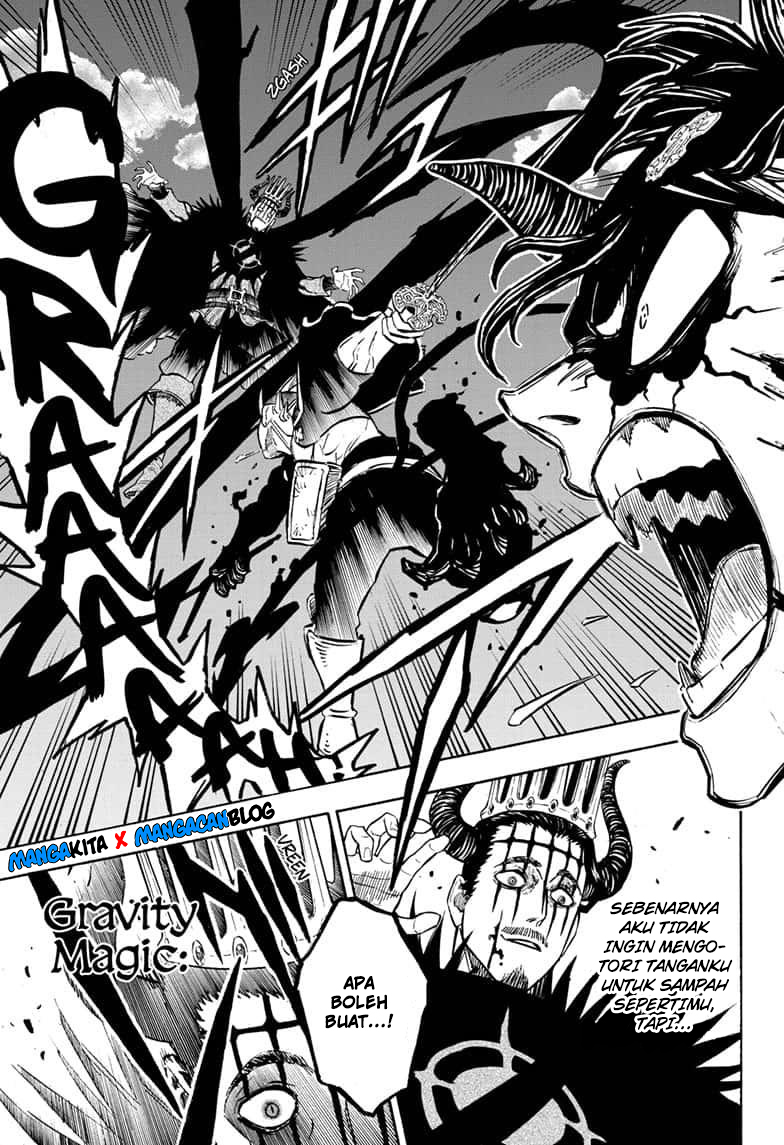 ZGASH
GRAAAAAH!
MANGAKITA X MANGACANBLOG
SEBENARNYA
AKU TIDAK
INGIN MENGO-
TORI TANGANKU
UNTUK SAMPAH
SEPERTIMU,
TAPI...
VREEN
Gravity
Magic:
APA
BOLEH
BUAT...!